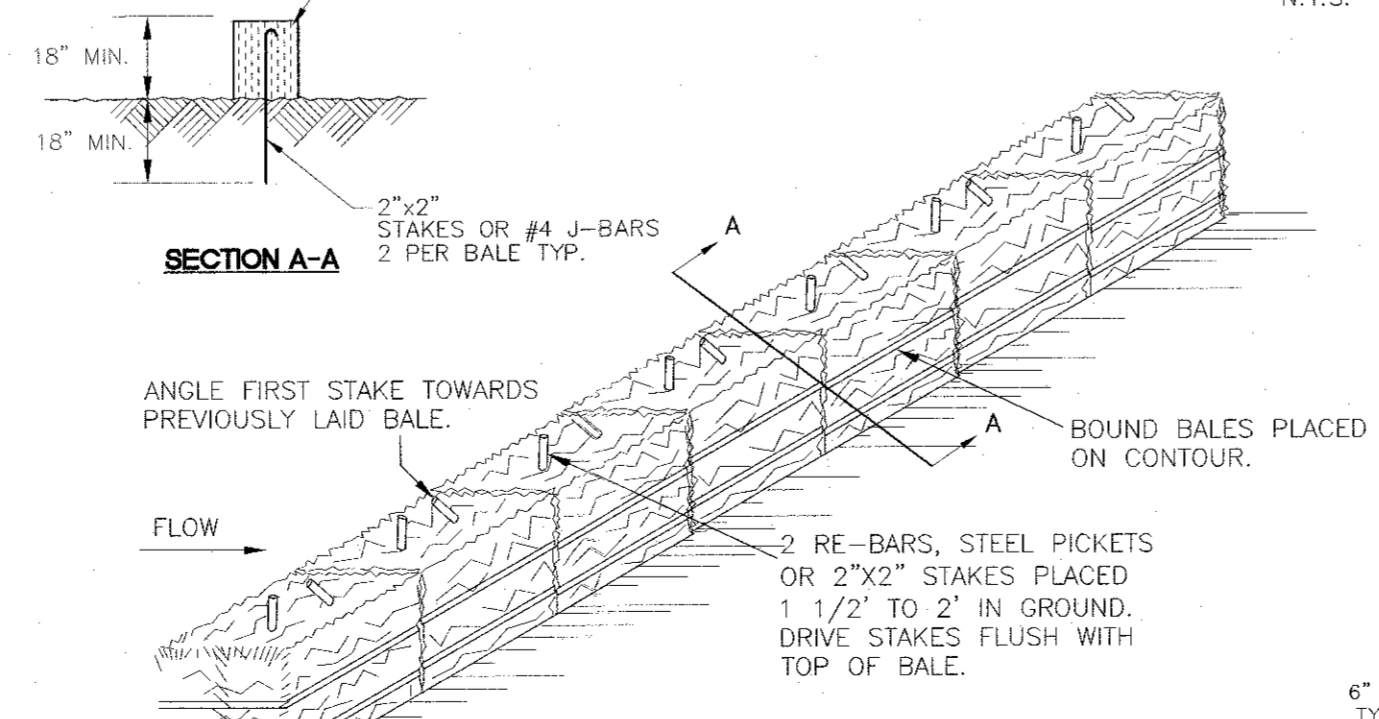 N.T.S.
18" MIN.
18" MIN.
2"x2"
STAKES OR #4 J-BARS
2 PER BALE TYP.
SECTION A-A
A
ANGLE FIRST STAKE TOWARDS
PREVIOUSLY LAID BALE.
A
BOUND BALES PLACED
ON CONTOUR.
FLOW
2 RE-BARS, STEEL PICKETS
OR 2"X2" STAKES PLACED
1 1/2' TO 2' IN GROUND.
DRIVE STAKES FLUSH WITH
TOP OF BALE.
6"